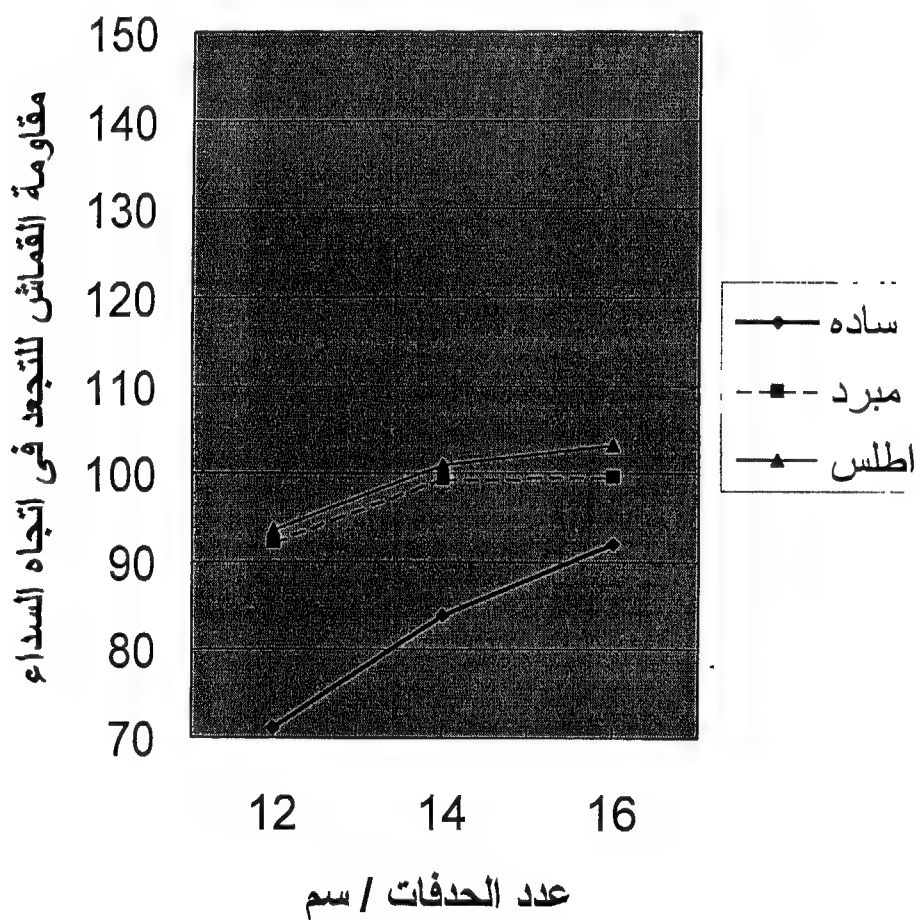 مقاومة القماش للتجعد فى اتجاه السداء
150
140
130
120
110
100
90
80
70
12 14 16
عدد الحدفات / سم
ساده
مبرد
اطلس